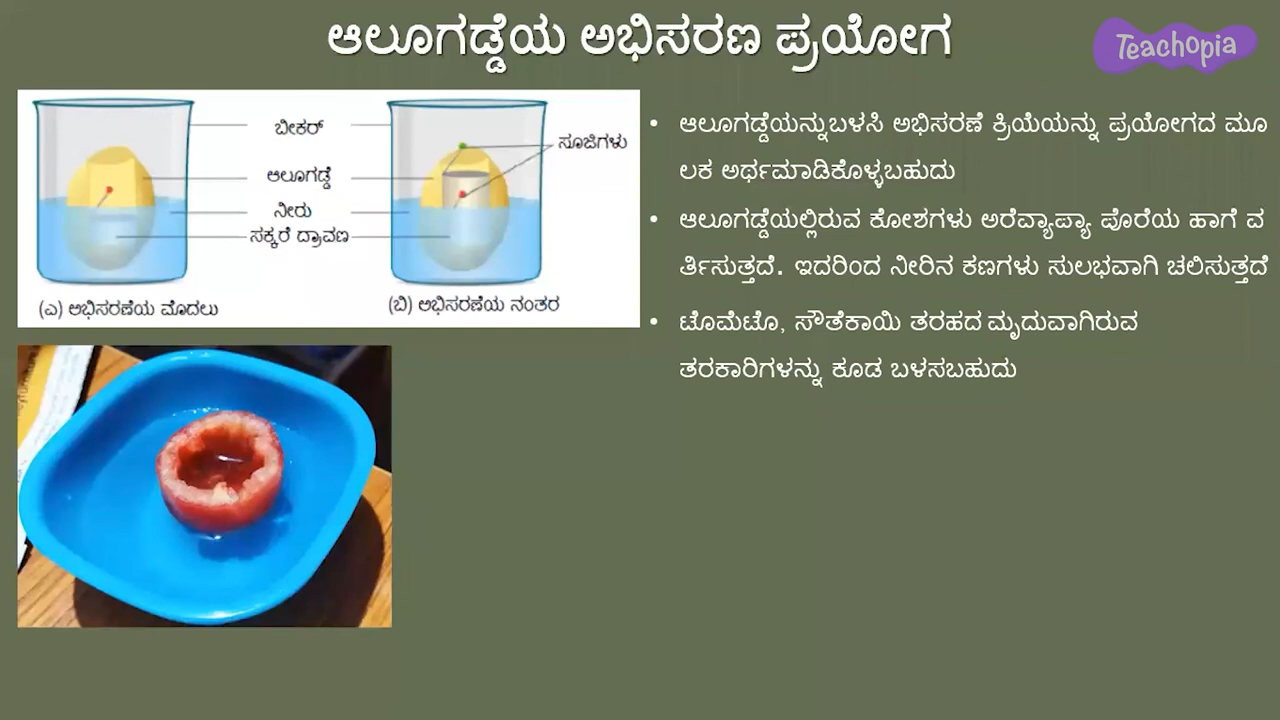 ಆಲೂಗಡ್ಡೆಯ ಅಭಿಸರಣ ಪ್ರಯೋಗ
Teachopia
ಬೀಕರ್
ಸೂಜಿಗಳು
ಆಲೂಗಡ್ಡೆ
ನೀರು
ಸಕ್ಕರೆ ದ್ರಾವಣ
(ಎ) ಅಭಿಸರಣೆಯ ಮೊದಲು
(ಬಿ) ಅಭಿಸರಣೆಯ ನಂತರ
• ಆಲೂಗಡ್ಡೆಯನ್ನುಬಳಸಿ ಅಭಿಸರಣೆ ಕ್ರಿಯೆಯನ್ನು ಪ್ರಯೋಗದ ಮೂ
ಲಕ ಅರ್ಥಮಾಡಿಕೊಳ್ಳಬಹುದು
• ಆಲೂಗಡ್ಡೆಯಲ್ಲಿರುವ ಕೋಶಗಳು ಅರೆವ್ಯಾಪ್ಯಾ ಪೊರೆಯ ಹಾಗೆ ವ
ರ್ತಿಸುತ್ತದೆ. ಇದರಿಂದ ನೀರಿನ ಕಣಗಳು ಸುಲಭವಾಗಿ ಚಲಿಸುತ್ತದೆ
• ಟೊಮೆಟೊ, ಸೌತೆಕಾಯಿ ತರಹದ ಮೃದುವಾಗಿರುವ
ತರಕಾರಿಗಳನ್ನು ಕೂಡ ಬಳಸಬಹುದು